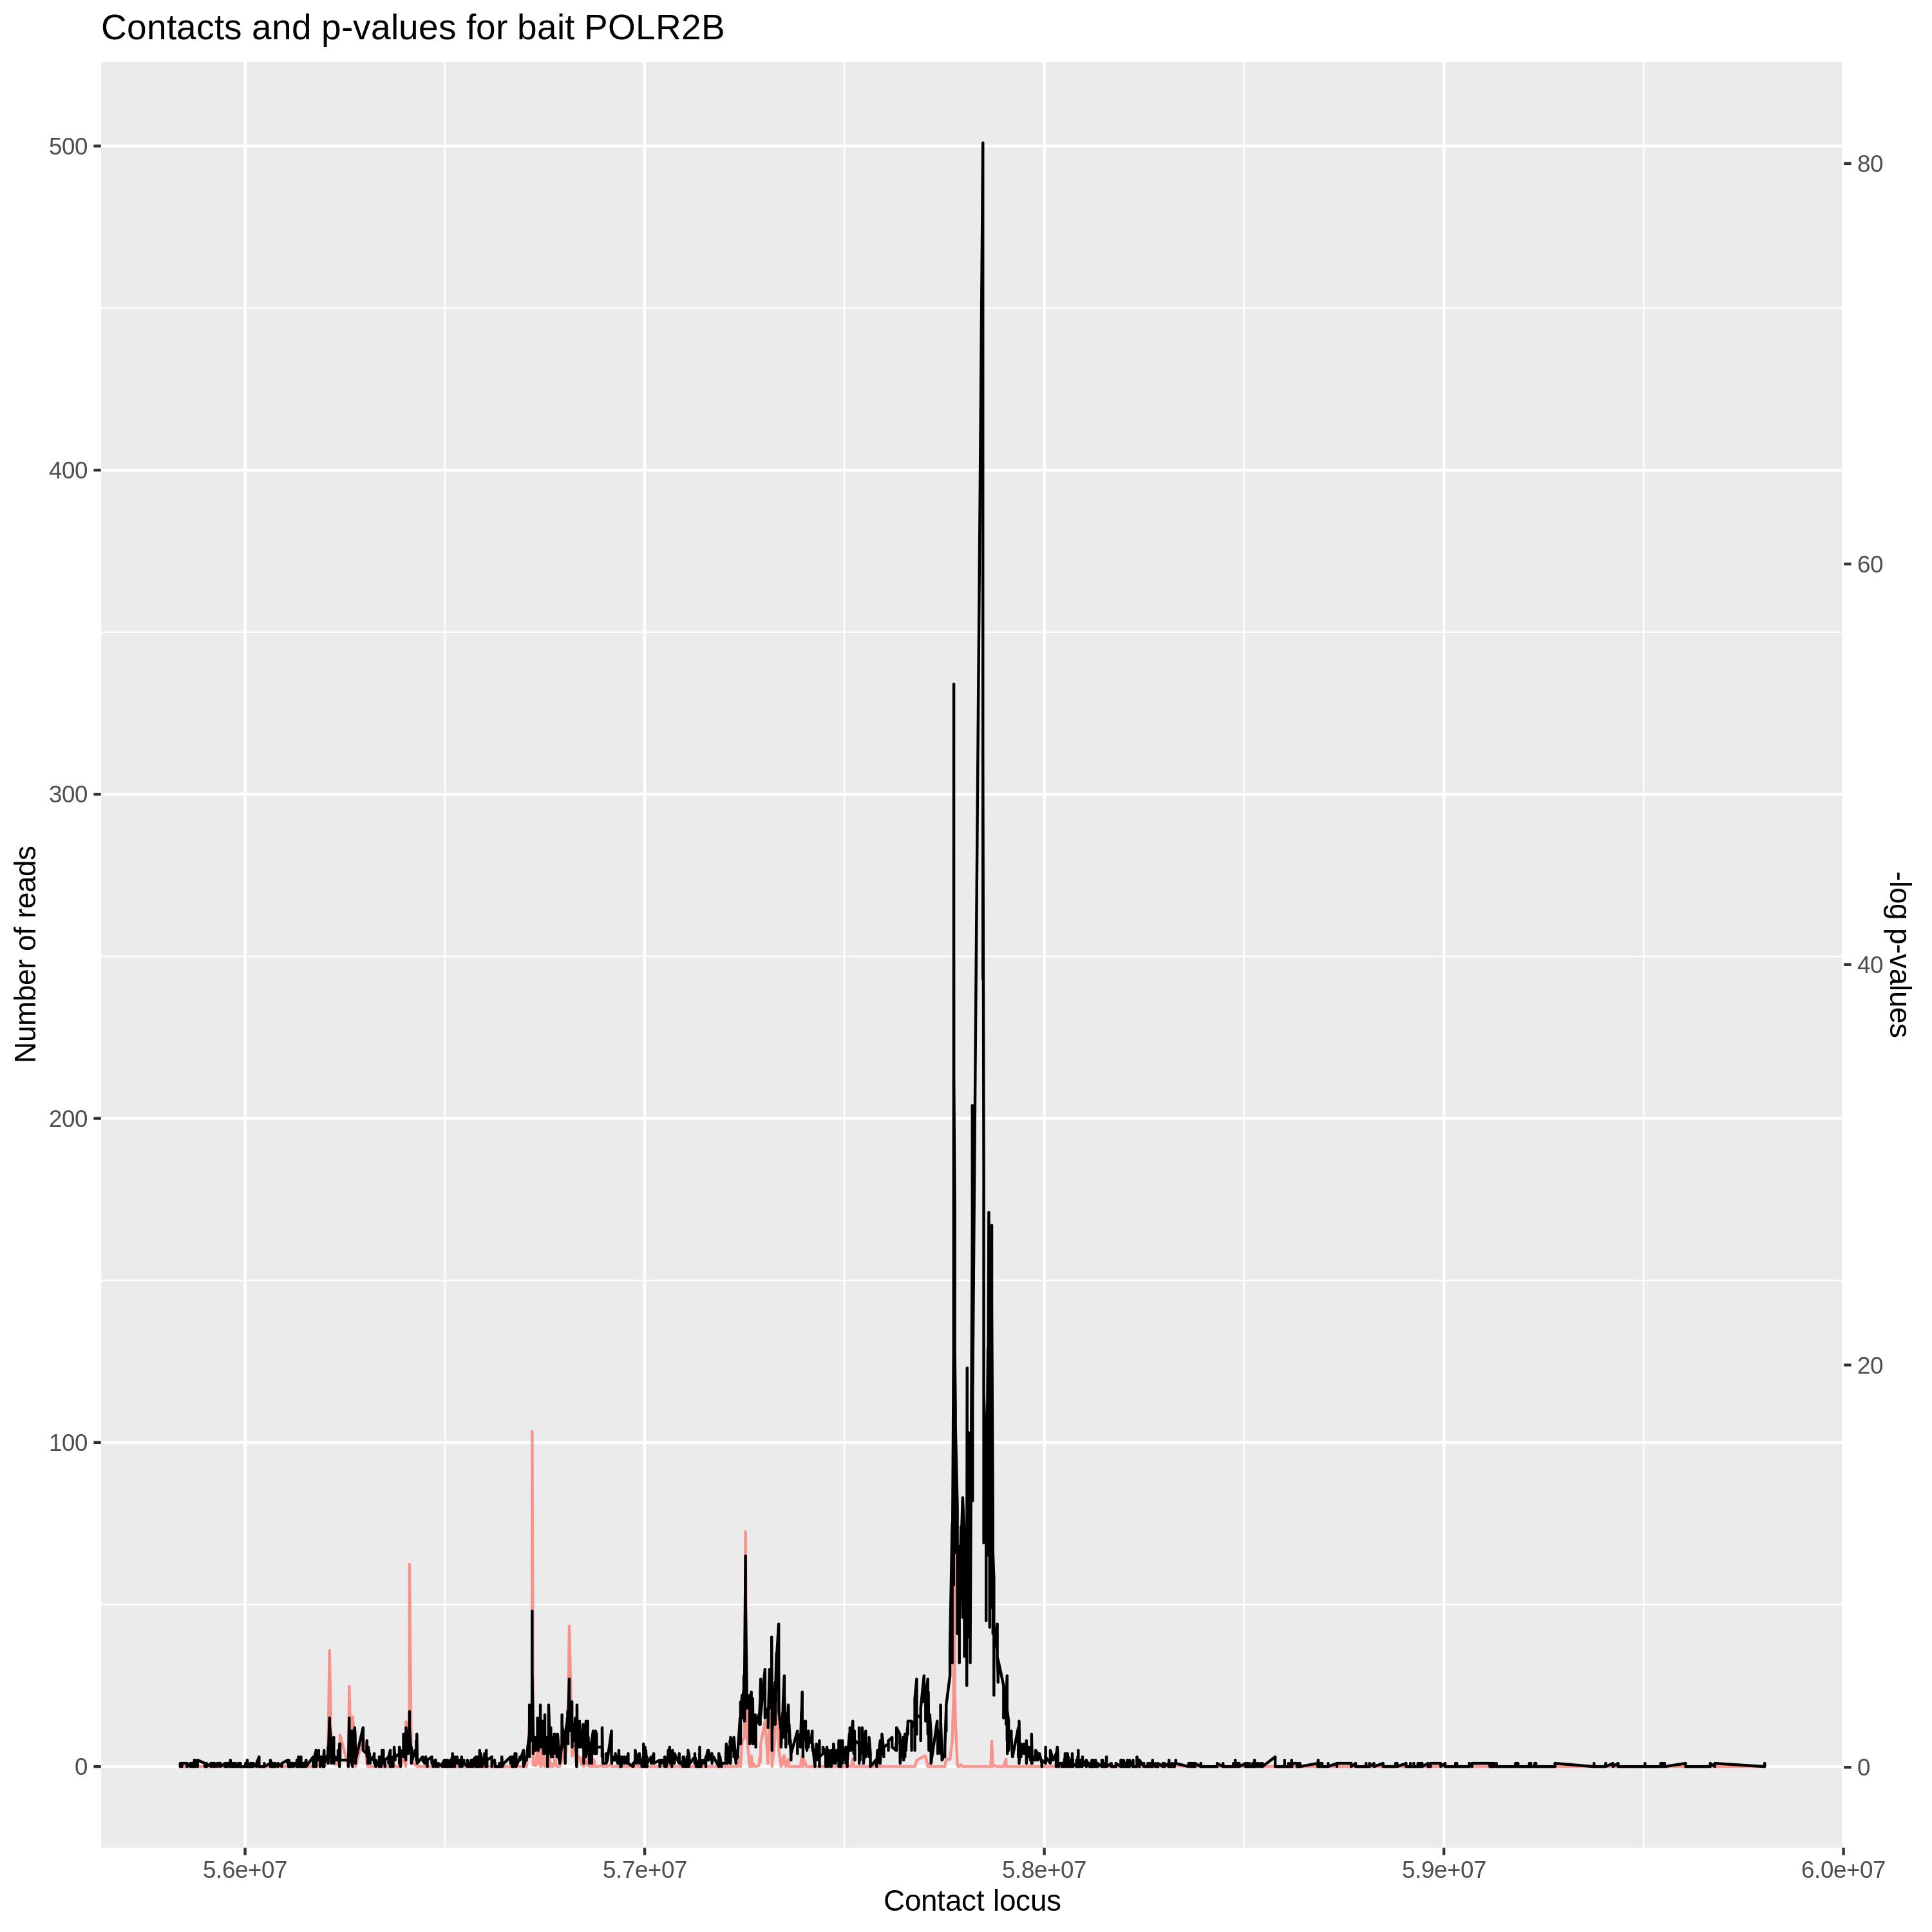 Contacts and p-values for bait POLR2B
500
400
300
200
100
0
Number of reads
80
60
40
20
0
-log p-values
5.6e+07
5.7e+07
5.8e+07
5.9e+07
6.0e+07
Contact locus